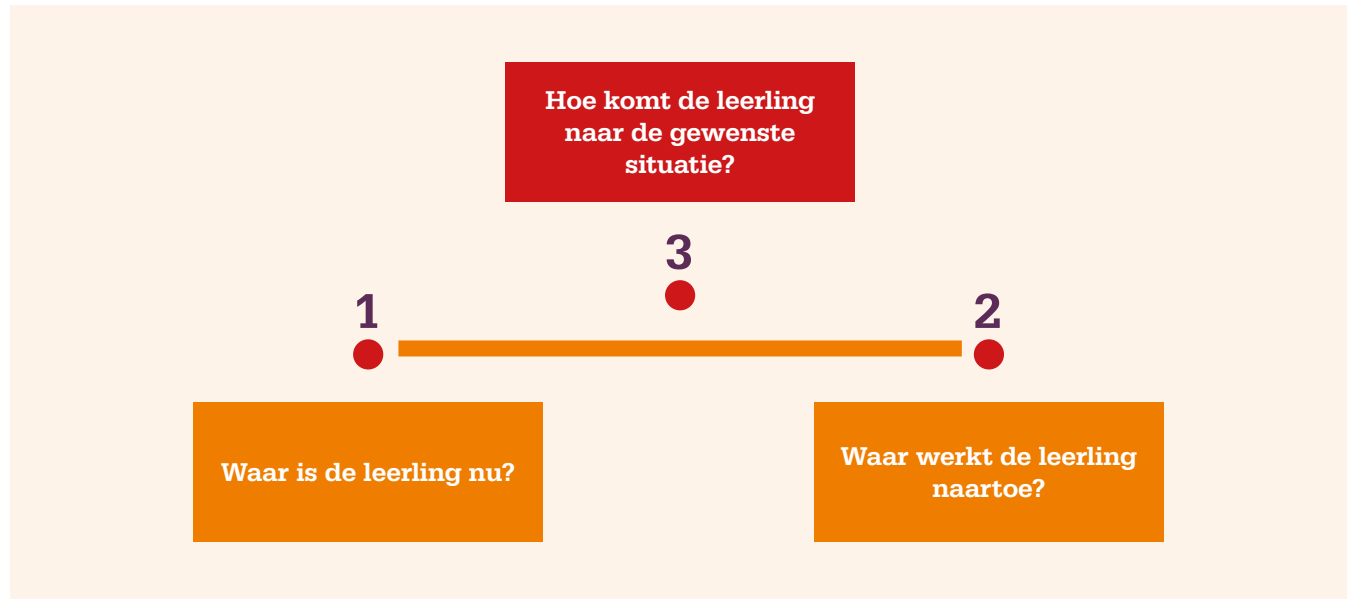 Hoe komt de leerling
naar de gewenste
situatie?
3
1
2
Waar is de leerling nu?
Waar werkt de leerling
naartoe?